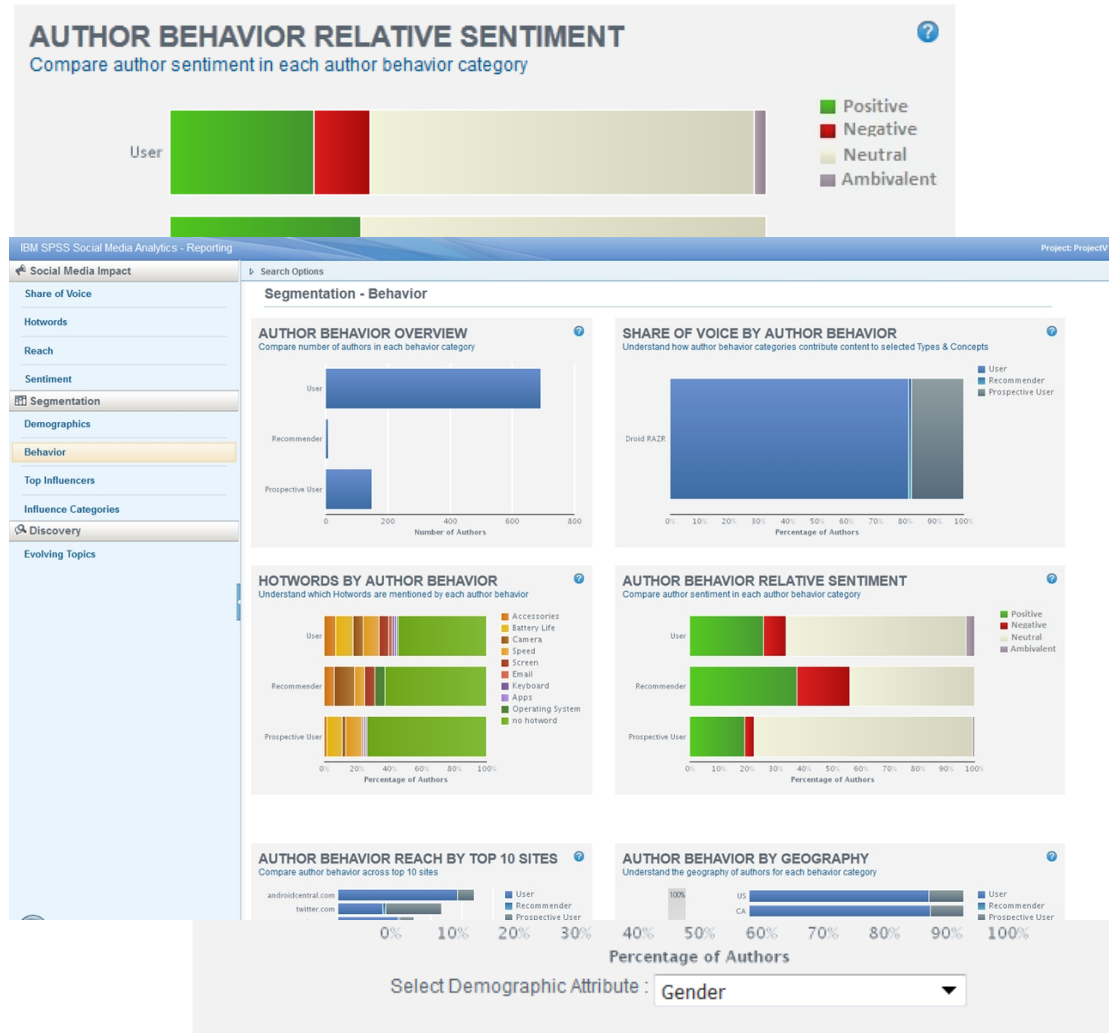 AUTHOR BEHAVIOR RELATIVE SENTIMENT
Compare author sentiment in each author behavior category
Positive
Negative
Neutral
Ambivalent
User
IBM SPSS Social Media Analytics - Reporting
Project: ProjectV
Social Media Impact
Share of Voice
Hotwords
Reach
Sentiment
Segmentation
Demographics
Behavior
Top Influencers
Influence Categories
Discovery
Evolving Topics
Search Options
Segmentation - Behavior
AUTHOR BEHAVIOR OVERVIEW
Compare number of authors in each behavior category
User
Recommender
Prospective User
0 200 400 600 800
Number of Authors
SHARE OF VOICE BY AUTHOR BEHAVIOR
Understand how author behavior categories contribute content to selected Types & Concepts
User
Recommender
Prospective User
Droid RAZR
0% 10% 20% 30% 40% 50% 60% 70% 80% 90% 100%
Percentage of Authors
HOTWORDS BY AUTHOR BEHAVIOR
Understand which Hotwords are mentioned by each author behavior
User
Recommender
Prospective User
Accessories
Battery Life
Camera
Speed
Screen
Email
Keyboard
Apps
Operating System
no hotword
0% 20% 40% 60% 80% 100%
Percentage of Authors
AUTHOR BEHAVIOR RELATIVE SENTIMENT
Compare author sentiment in each author behavior category
User
Recommender
Prospective User
Positive
Negative
Neutral
Ambivalent
0% 10% 20% 30% 40% 50% 60% 70% 80% 90% 100%
Percentage of Authors
AUTHOR BEHAVIOR REACH BY TOP 10 SITES
Compare author behavior across top 10 sites
androidcentral.com
twitter.com
User
Recommender
Prospective User
AUTHOR BEHAVIOR BY GEOGRAPHY
Understand the geography of authors for each behavior category
100%
US
CA
User
Recommender
Prospective User
0% 10% 20% 30% 40% 50% 60% 70% 80% 90% 100%
Percentage of Authors
Select Demographic Attribute : Gender